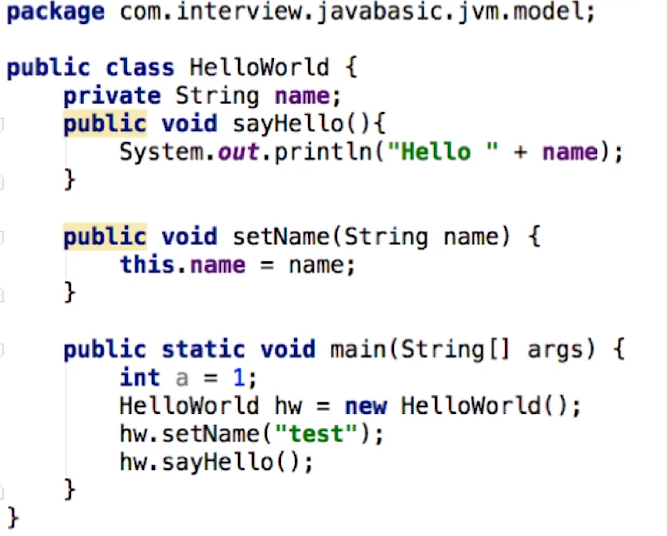 package com.interview.javabasic.jvm.model;
public class HelloWorld {
    private String name;
    public void sayHello(){
        System.out.println("Hello " + name);
    }
    public void setName(String name) {
        this.name = name;
    }
    public static void main(String[] args) {
        int a = 1;
        HelloWorld hw = new HelloWorld();
        hw.setName("test");
        hw.sayHello();
    }
}